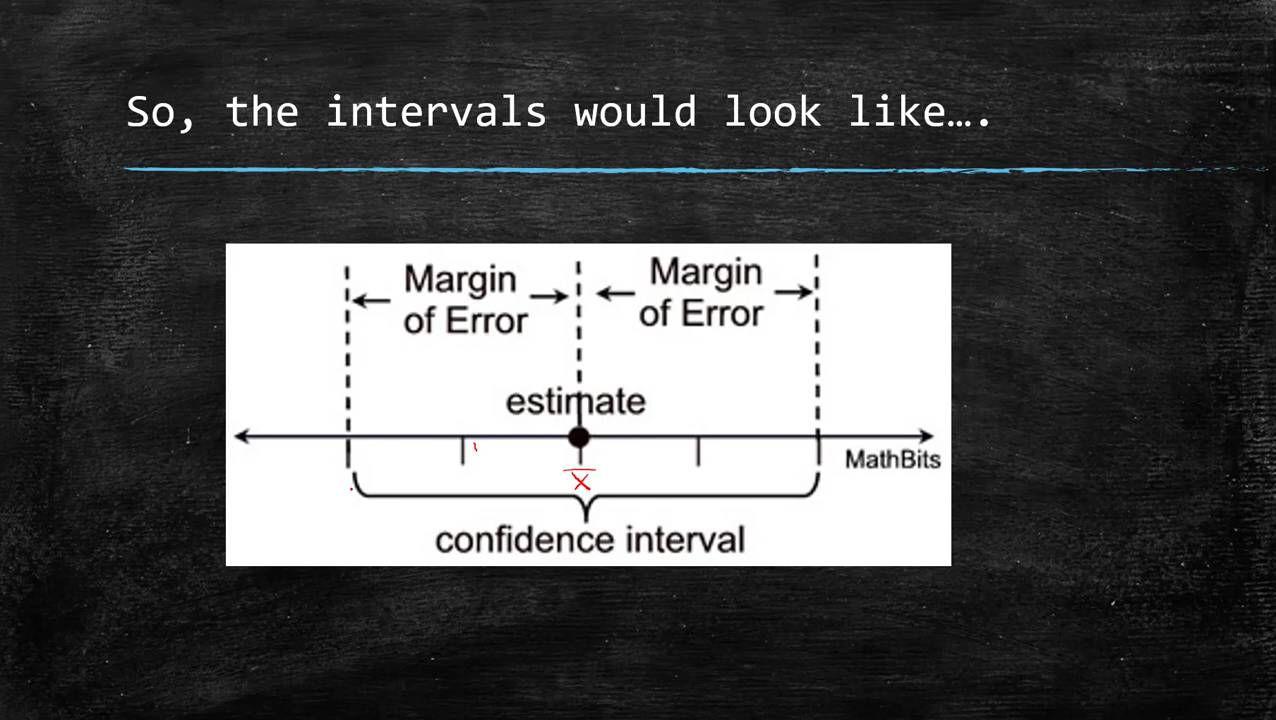 So, the intervals would look like….
Margin of Error
Margin of Error
estimate
MathBits
x̅
confidence interval